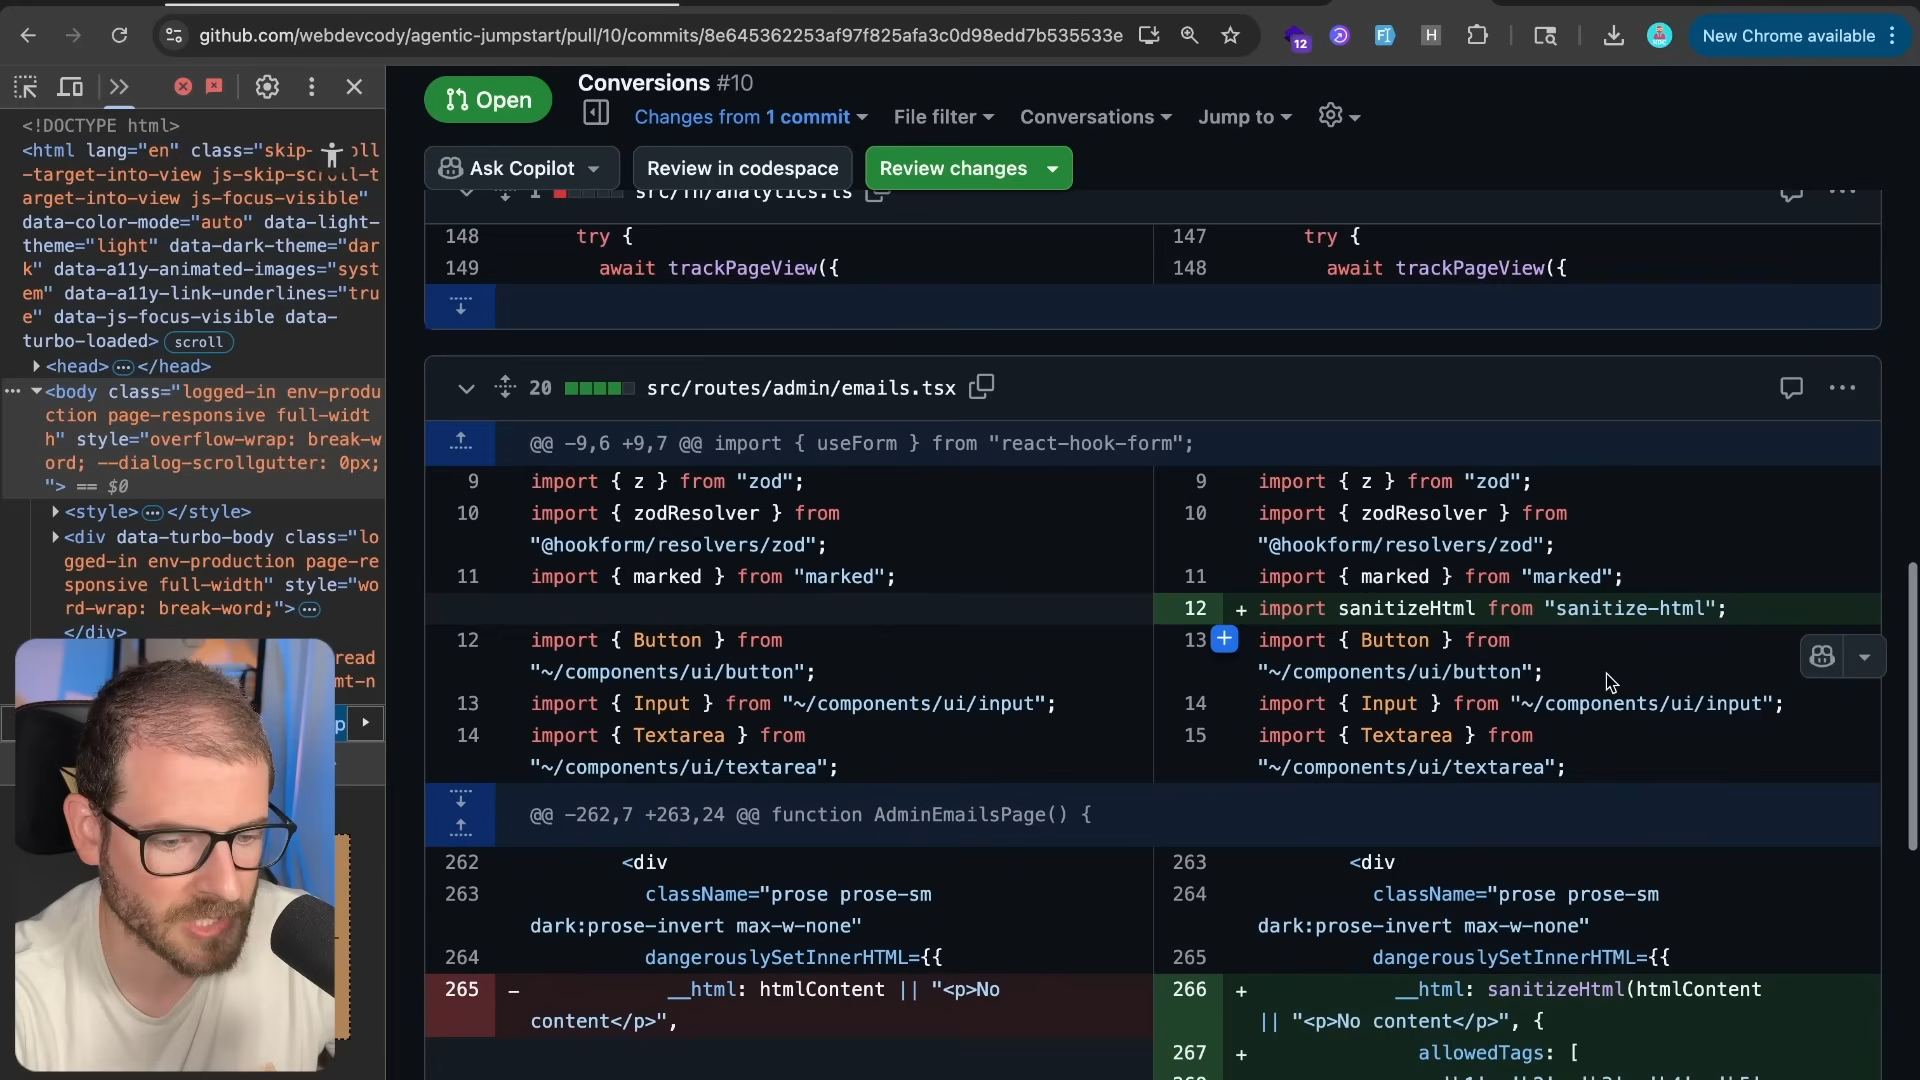 github.com/webdevcody/agentic-jumpstart/pull/10/commits/8e645362253af97f825afa3c0d98edd7b535533e
12
H
New Chrome available
<!DOCTYPE html>
<html lang="en" class="skip-
-target-into-view js-skip-scroll-t
arget-into-view js-focus-visible"
data-color-mode="auto" data-light-
theme="light" data-dark-theme="dar
k" data-a11y-animated-images="syst
em" data-a11y-link-underlines="tru
e" data-js-focus-visible data-
turbo-loaded> scroll
<head> … </head>
<body class="logged-in env-produ
ction page-responsive full-widt
h" style="overflow-wrap: break-w
ord; --dialog-scrollgutter: 0px;
"> == $0
<style> … </style>
<div data-turbo-body class="lo
gged-in env-production page-re
sponsive full-width" style="wo
rd-wrap: break-word;"> …
</div>
Open
Conversions #10
Changes from 1 commit
File filter
Conversations
Jump to
Ask Copilot
Review in codespace
Review changes
1 src/fn/analytics.ts
148 try {
149 await trackPageView({
147 try {
148 await trackPageView({
20 src/routes/admin/emails.tsx
@@ -9,6 +9,7 @@ import { useForm } from "react-hook-form";
9 import { z } from "zod";
10 import { zodResolver } from
"@hookform/resolvers/zod";
11 import { marked } from "marked";
12 import { Button } from
"~/components/ui/button";
13 import { Input } from "~/components/ui/input";
14 import { Textarea } from
"~/components/ui/textarea";
9 import { z } from "zod";
10 import { zodResolver } from
"@hookform/resolvers/zod";
11 import { marked } from "marked";
12 + import sanitizeHtml from "sanitize-html";
13 import { Button } from
"~/components/ui/button";
14 import { Input } from "~/components/ui/input";
15 import { Textarea } from
"~/components/ui/textarea";
@@ -262,7 +263,24 @@ function AdminEmailsPage() {
262 <div
263 className="prose prose-sm
dark:prose-invert max-w-none"
264 dangerouslySetInnerHTML={{
265 - __html: htmlContent || "<p>No
content</p>",
263 <div
264 className="prose prose-sm
dark:prose-invert max-w-none"
265 dangerouslySetInnerHTML={{
266 + __html: sanitizeHtml(htmlContent
|| "<p>No content</p>", {
267 + allowedTags: [